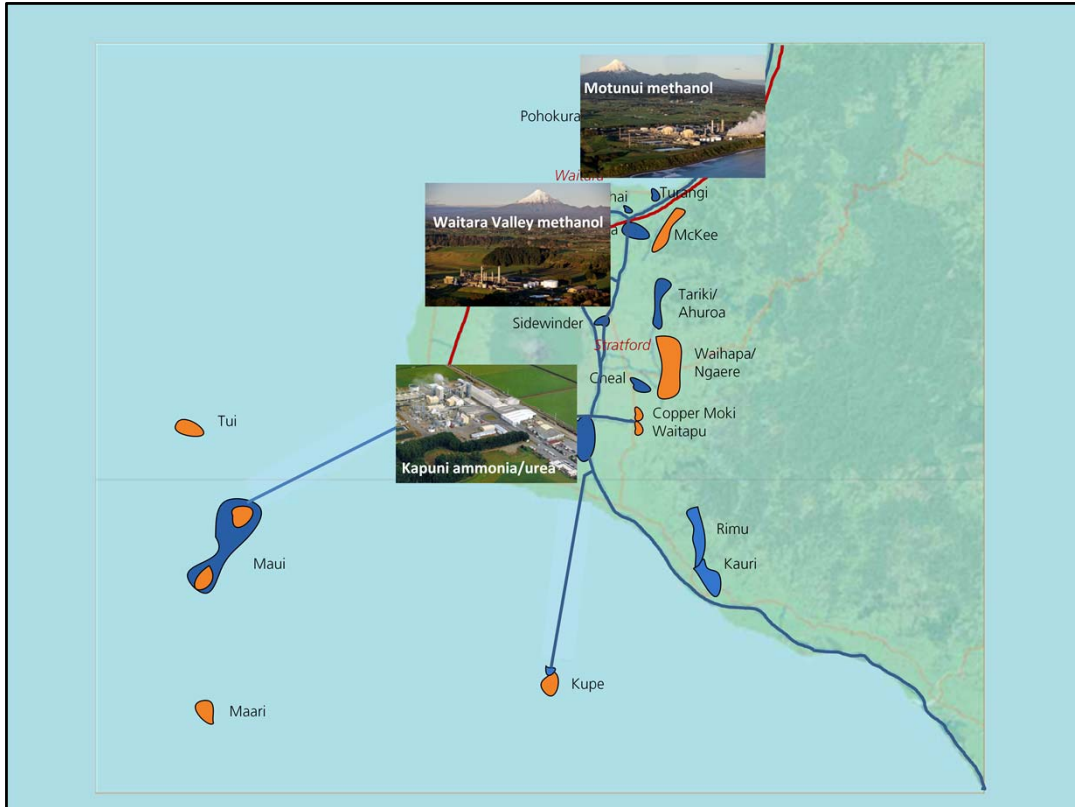 Motunui methanol
Pohokura
Waitara
Turangi
Waitara Valley methanol
McKee
Tariki/
Ahuroa
Sidewinder
Stratford
Waihapa/
Ngaere
Cheal
Copper Moki
Waitapu
Tui
Kapuni ammonia/urea
Rimu
Maui
Kauri
Kupe
Maari